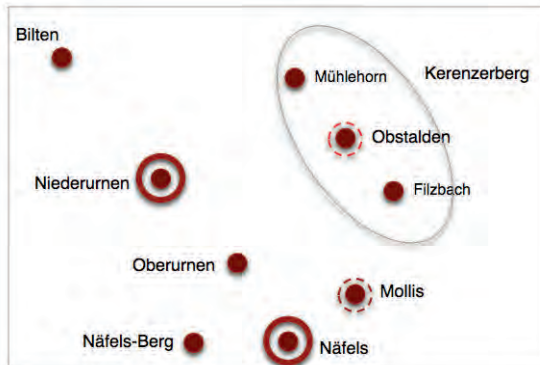 Bilten
Mühlehorn
Kerenzerberg
Obstalden
Niederurnen
Filzbach
Oberurnen
Mollis
Näfels-Berg
Näfels